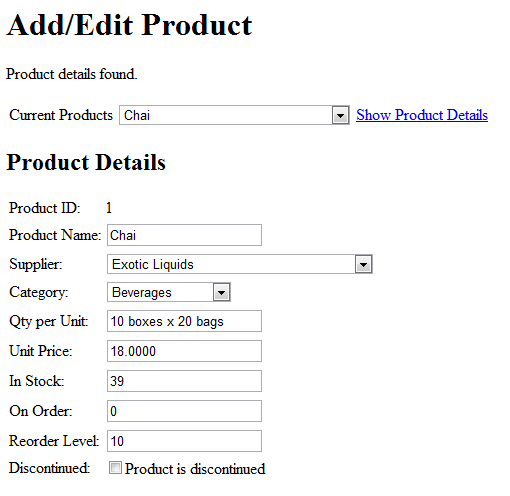 Add/Edit Product
Product details found.
Current Products Chai Show Product Details
Product Details
Product ID: 1
Product Name: Chai
Supplier: Exotic Liquids
Category: Beverages
Qty per Unit: 10 boxes x 20 bags
Unit Price: 18.0000
In Stock: 39
On Order: 0
Reorder Level: 10
Discontinued: Product is discontinued